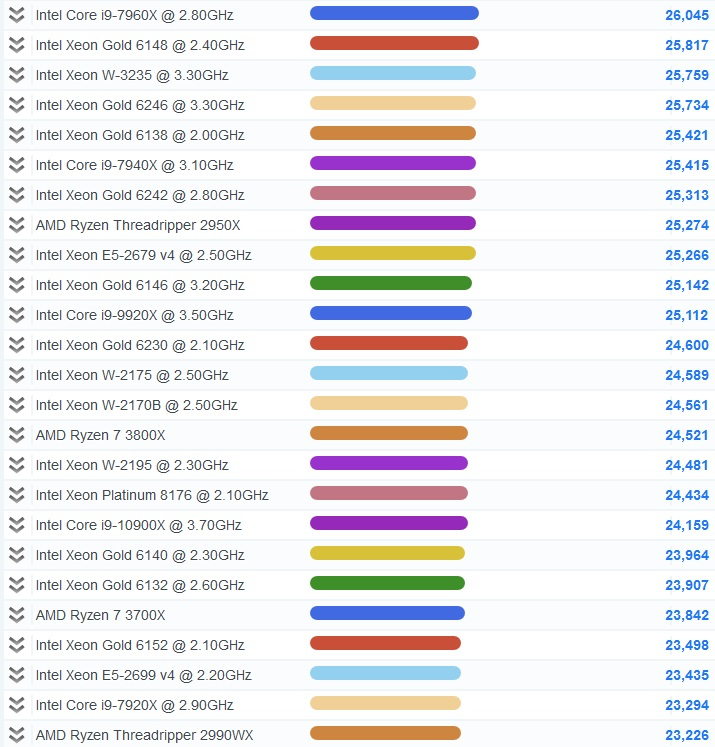 Intel Core i9-7960X @ 2.80GHz 26,045
Intel Xeon Gold 6148 @ 2.40GHz 25,817
Intel Xeon W-3235 @ 3.30GHz 25,759
Intel Xeon Gold 6246 @ 3.30GHz 25,734
Intel Xeon Gold 6138 @ 2.00GHz 25,421
Intel Core i9-7940X @ 3.10GHz 25,415
Intel Xeon Gold 6242 @ 2.80GHz 25,313
AMD Ryzen Threadripper 2950X 25,274
Intel Xeon E5-2679 v4 @ 2.50GHz 25,266
Intel Xeon Gold 6146 @ 3.20GHz 25,142
Intel Core i9-9920X @ 3.50GHz 25,112
Intel Xeon Gold 6230 @ 2.10GHz 24,600
Intel Xeon W-2175 @ 2.50GHz 24,589
Intel Xeon W-2170B @ 2.50GHz 24,561
AMD Ryzen 7 3800X 24,521
Intel Xeon W-2195 @ 2.30GHz 24,481
Intel Xeon Platinum 8176 @ 2.10GHz 24,434
Intel Core i9-10900X @ 3.70GHz 24,159
Intel Xeon Gold 6140 @ 2.30GHz 23,964
Intel Xeon Gold 6132 @ 2.60GHz 23,907
AMD Ryzen 7 3700X 23,842
Intel Xeon Gold 6152 @ 2.10GHz 23,498
Intel Xeon E5-2699 v4 @ 2.20GHz 23,435
Intel Core i9-7920X @ 2.90GHz 23,294
AMD Ryzen Threadripper 2990WX 23,226